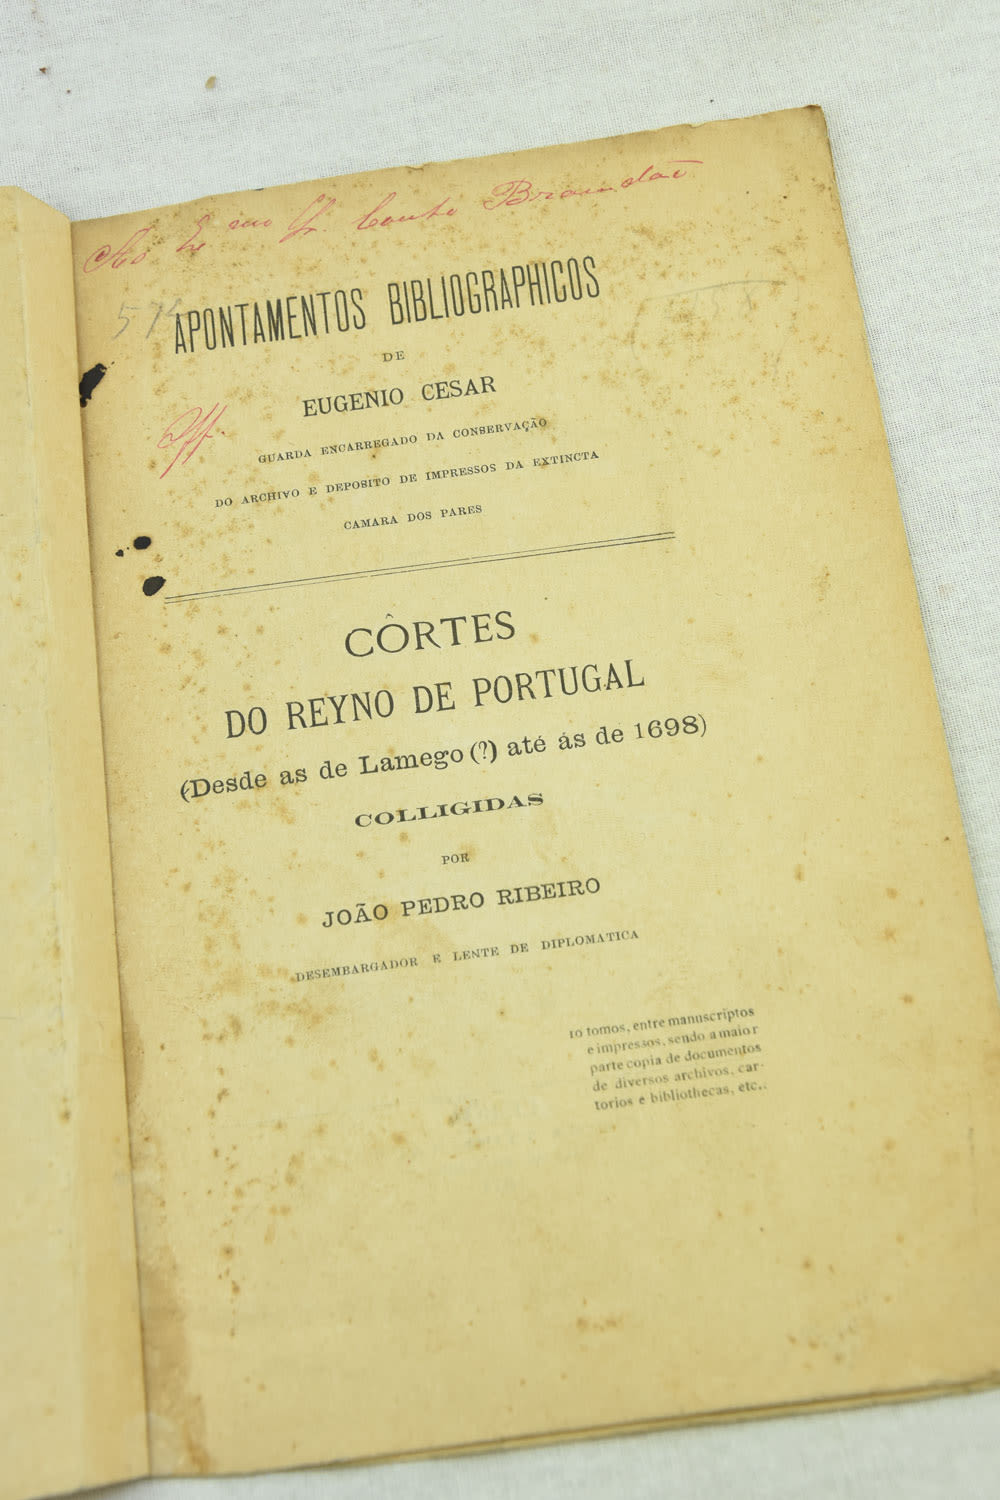 Ao Ex mo Sr. Couto Brandão
574
APONTAMENTOS BIBLIOGRAPHICOS
DE
EUGENIO CESAR
Off.
GUARDA ENCARREGADO DA CONSERVAÇÃO
DO ARCHIVO E DEPOSITO DE IMPRESSOS DA EXTINCTA
CAMARA DOS PARES
CÔRTES
DO REYNO DE PORTUGAL
(Desde as de Lamego (?) até ás de 1698)
COLLIGIDAS
POR
JOÃO PEDRO RIBEIRO
DESEMBARGADOR E LENTE DE DIPLOMATICA
10 tomos, entre manuscriptos
e impressos, sendo a maior
parte copia de documentos
de diversos archivos, car-
torios e bibliothecas, etc..